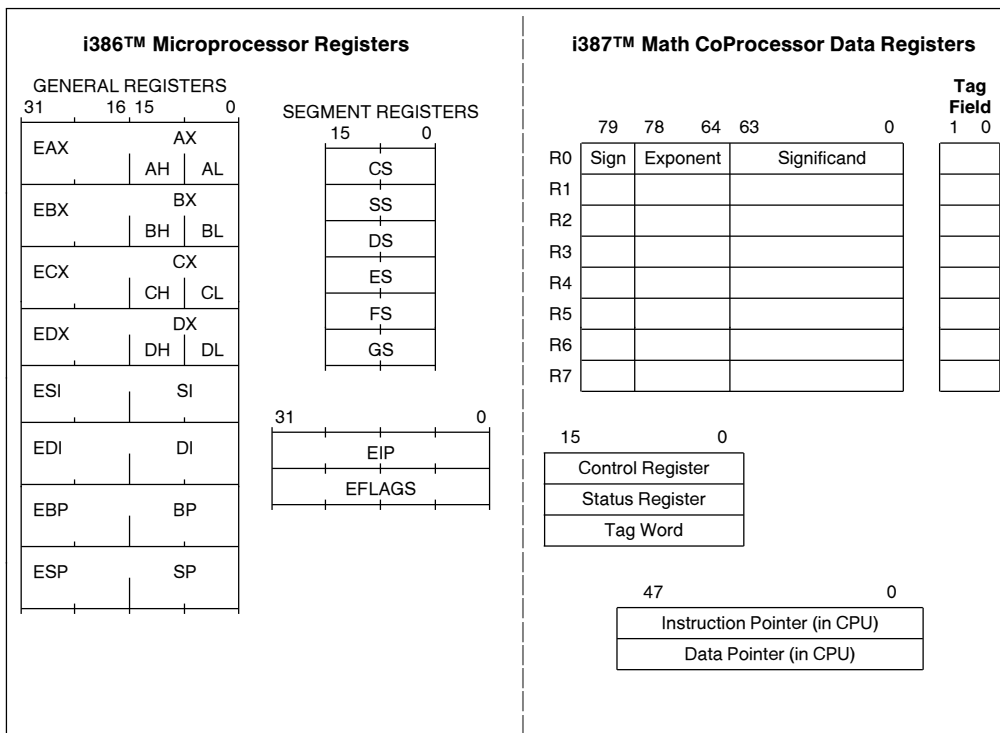 i386™ Microprocessor Registers
GENERAL REGISTERS
31 16 15 0
EAX AX
AH AL
EBX BX
BH BL
ECX CX
CH CL
EDX DX
DH DL
ESI SI
EDI DI
EBP BP
ESP SP
SEGMENT REGISTERS
15 0
CS
SS
DS
ES
FS
GS
31 0
EIP
EFLAGS
i387™ Math CoProcessor Data Registers
Tag
Field
79 78 64 63 0 1 0
R0 Sign Exponent Significand
R1
R2
R3
R4
R5
R6
R7
15 0
Control Register
Status Register
Tag Word
47 0
Instruction Pointer (in CPU)
Data Pointer (in CPU)